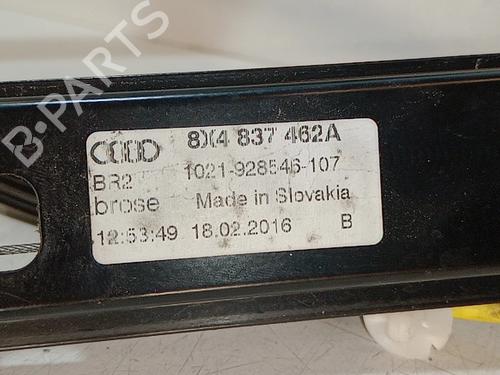 8X4 837 462A
BR2 1021-928546-107
brose Made in Slovakia
12:53:49 18.02.2016 B
B-PARTS